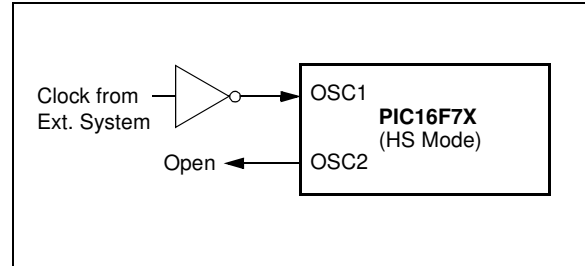 Clock from
Ext. System
OSC1
PIC16F7X
(HS Mode)
Open
OSC2